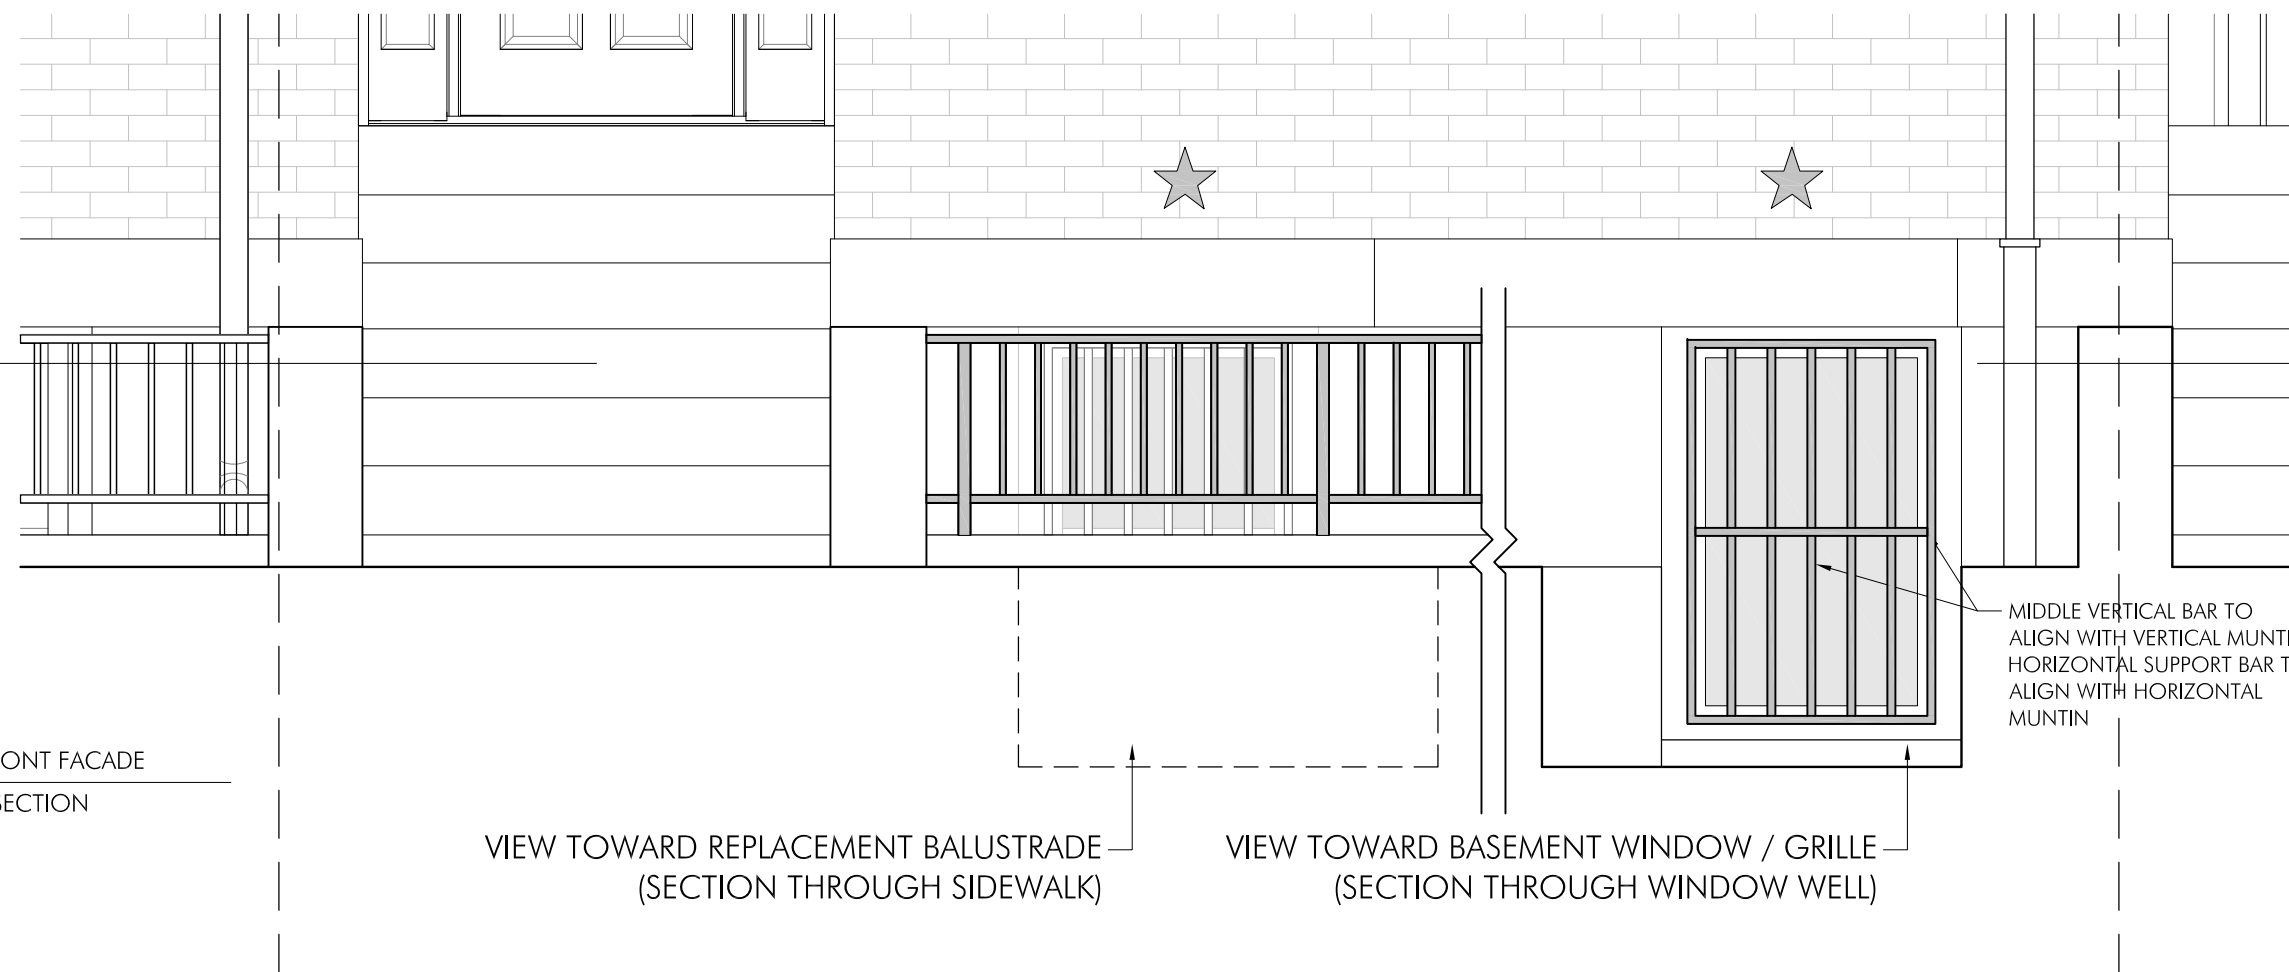 ONT FACADE
SECTION
VIEW TOWARD REPLACEMENT BALUSTRADE
(SECTION THROUGH SIDEWALK)
VIEW TOWARD BASEMENT WINDOW / GRILLE
(SECTION THROUGH WINDOW WELL)
MIDDLE VERTICAL BAR TO
ALIGN WITH VERTICAL MUNTI
HORIZONTAL SUPPORT BAR T
ALIGN WITH HORIZONTAL
MUNTIN